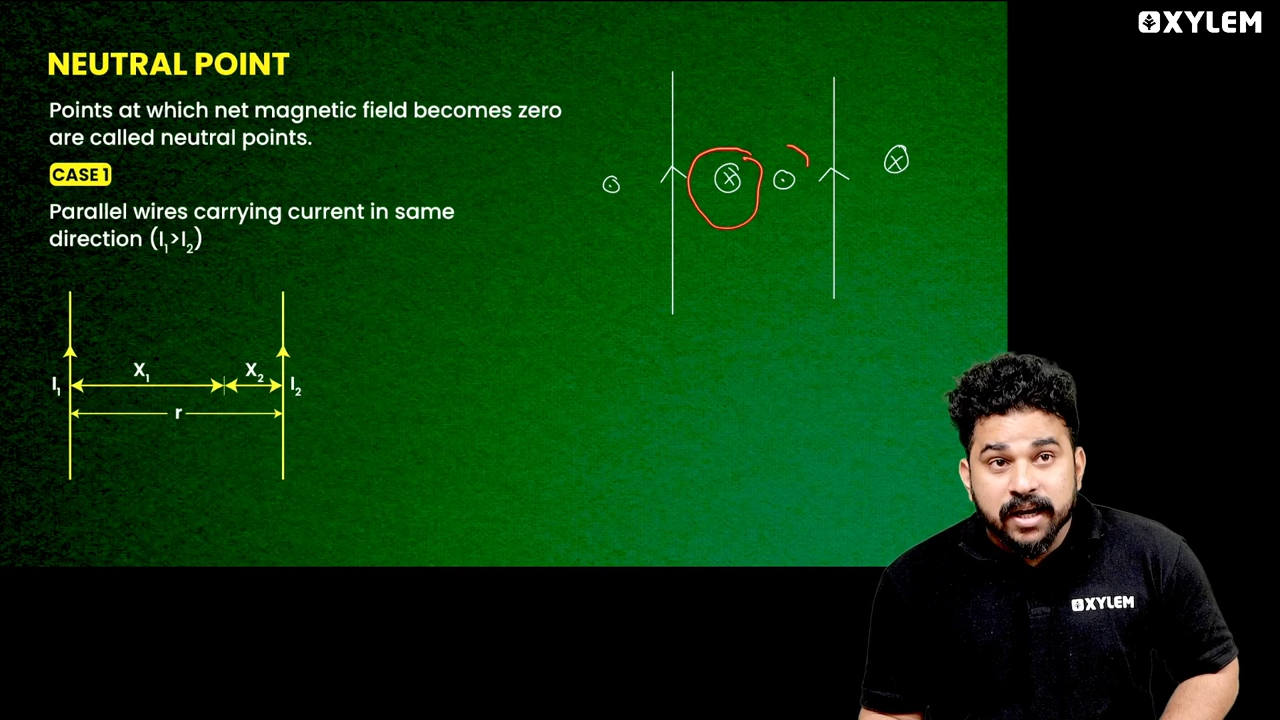 XYLEM
NEUTRAL POINT
Points at which net magnetic field becomes zero
are called neutral points.
CASE 1
Parallel wires carrying current in same
direction (I₁>I₂)
X₁
X₂
I₁
I₂
r
XYLEM